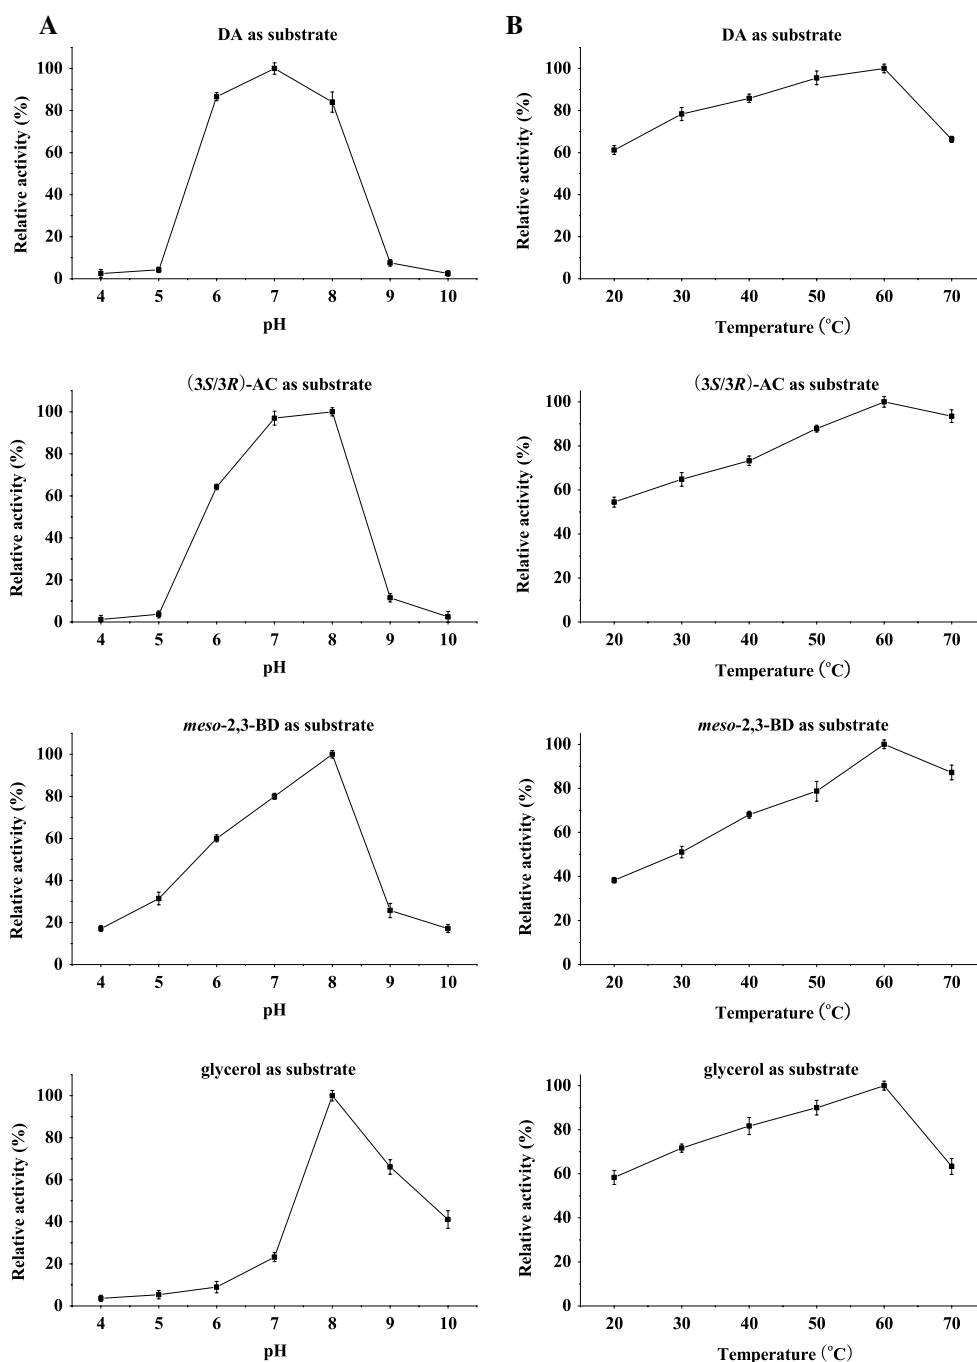 A
B
DA as substrate
Relative activity (%)
100
80
60
40
20
0
4 5 6 7 8 9 10
pH
DA as substrate
Relative activity (%)
100
80
60
40
20
0
20 30 40 50 60 70
Temperature (°C)
(3S/3R)-AC as substrate
Relative activity (%)
100
80
60
40
20
0
4 5 6 7 8 9 10
pH
(3S/3R)-AC as substrate
Relative activity (%)
100
80
60
40
20
0
20 30 40 50 60 70
Temperature (°C)
meso-2,3-BD as substrate
Relative activity (%)
100
80
60
40
20
0
4 5 6 7 8 9 10
pH
meso-2,3-BD as substrate
Relative activity (%)
100
80
60
40
20
0
20 30 40 50 60 70
Temperature (°C)
glycerol as substrate
Relative activity (%)
100
80
60
40
20
0
4 5 6 7 8 9 10
pH
glycerol as substrate
Relative activity (%)
100
80
60
40
20
0
20 30 40 50 60 70
Temperature (°C)